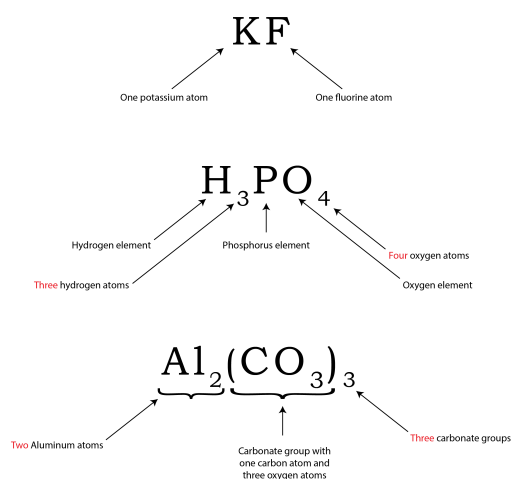 KF
One potassium atom
One fluorine atom
H3PO4
Hydrogen element
Phosphorus element
Four oxygen atoms
Three hydrogen atoms
Oxygen element
Al2(CO3)3
Two Aluminum atoms
Three carbonate groups
Carbonate group with
one carbon atom and
three oxygen atoms